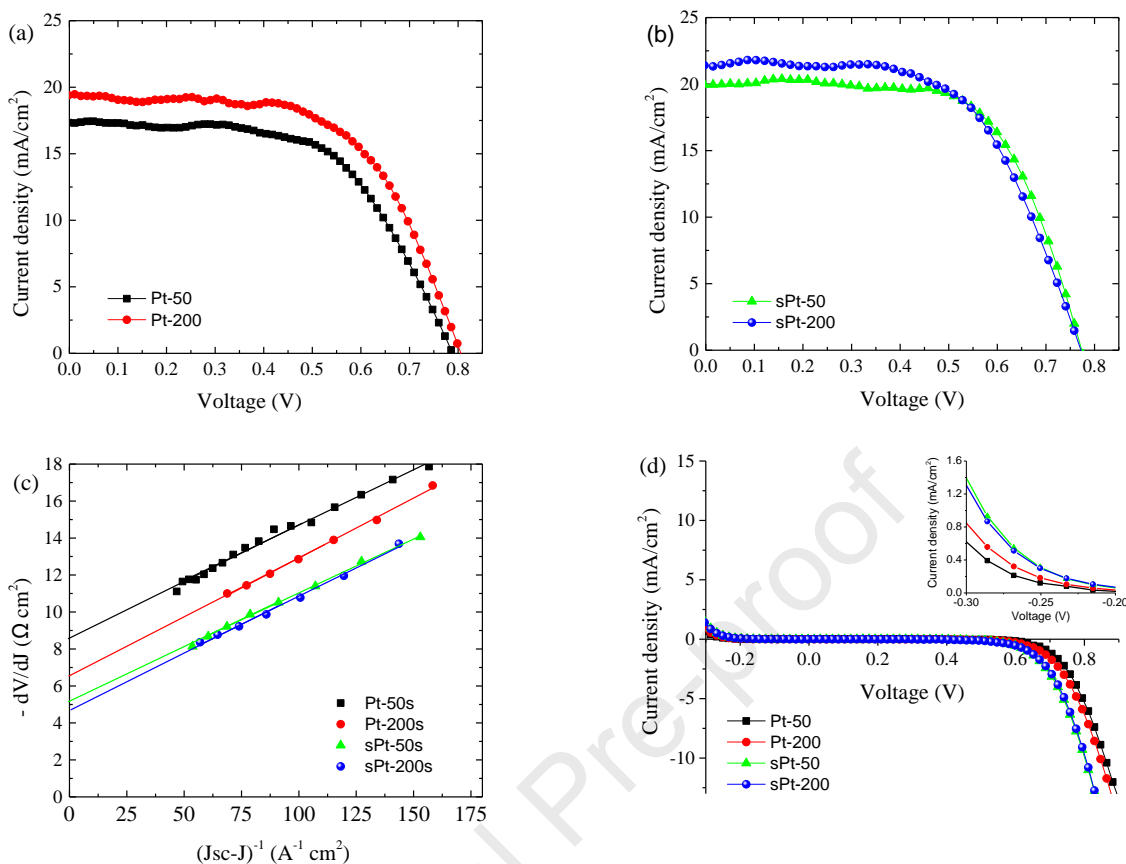 (a)
25
20
15
10
5
0
Current density (mA/cm²)
Pt-50
Pt-200
0.0 0.1 0.2 0.3 0.4 0.5 0.6 0.7 0.8
Voltage (V)
(b)
25
20
15
10
5
0
Current density (mA/cm²)
sPt-50
sPt-200
0.0 0.1 0.2 0.3 0.4 0.5 0.6 0.7 0.8
Voltage (V)
(c)
18
16
14
12
10
8
6
4
2
0
- dV/dJ (Ω cm²)
Pt-50s
Pt-200s
sPt-50s
sPt-200s
0 25 50 75 100 125 150 175
(Jsc-J)⁻¹ (A⁻¹ cm²)
(d)
15
10
5
0
-5
-10
Current density (mA/cm²)
-0.2 0.0 0.2 0.4 0.6 0.8
Voltage (V)
Pt-50
Pt-200
sPt-50
sPt-200
1.6
1.2
0.8
0.4
0.0
Current density (mA/cm²)
-0.30 -0.25 -0.20
Voltage (V)
l Pre-proof